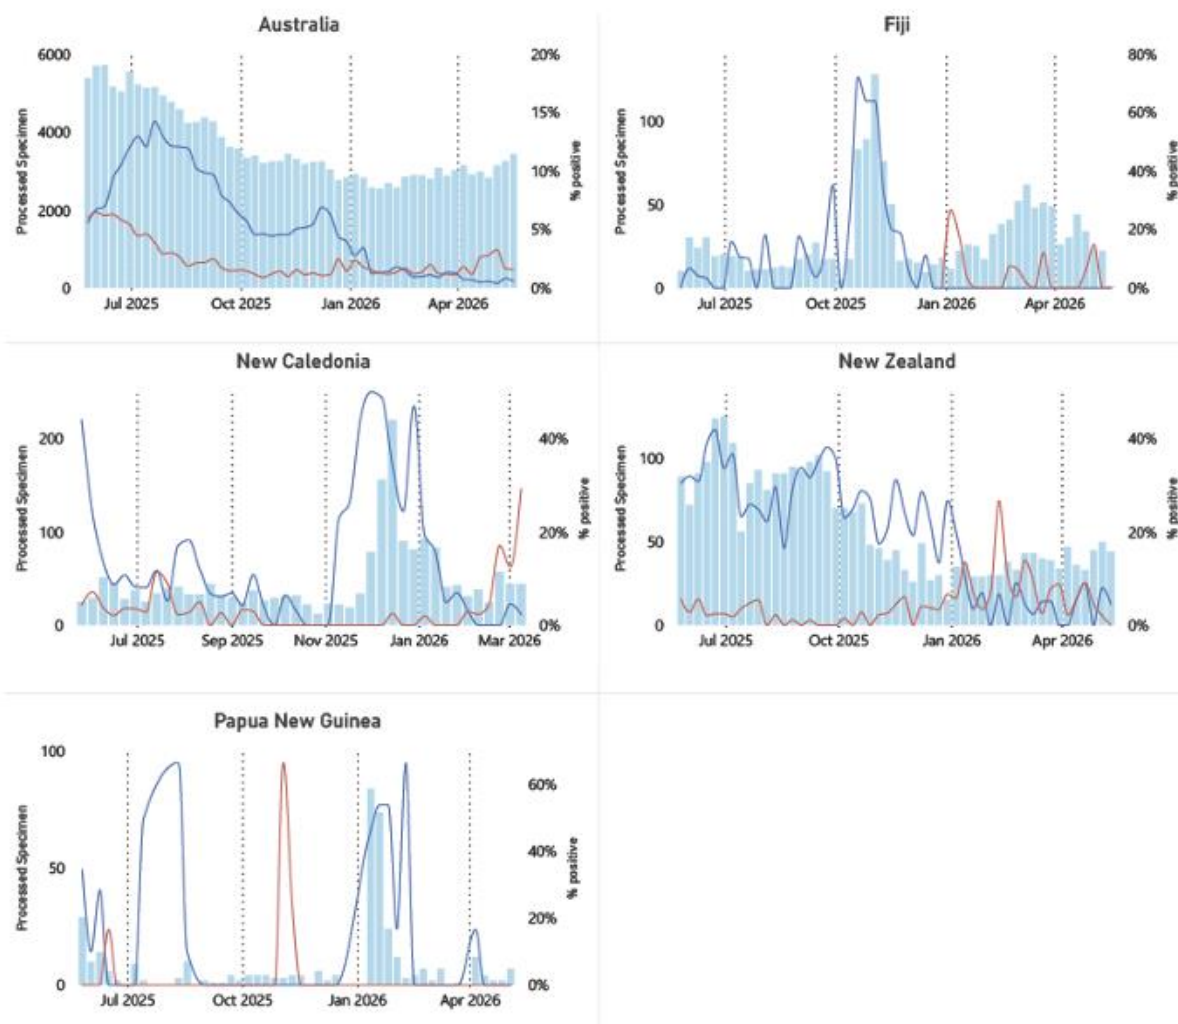 Australia
Processed Specimen
6000
4000
2000
0
20%
15%
10%
5%
0%
% positive
Jul 2025 Oct 2025 Jan 2026 Apr 2026
Fiji
Processed Specimen
100
50
0
80%
60%
40%
20%
0%
% positive
Jul 2025 Oct 2025 Jan 2026 Apr 2026
New Caledonia
Processed Specimen
200
100
0
40%
20%
0%
% positive
Jul 2025 Sep 2025 Nov 2025 Jan 2026 Mar 2026
New Zealand
Processed Specimen
100
50
0
40%
20%
0%
% positive
Jul 2025 Oct 2025 Jan 2026 Apr 2026
Papua New Guinea
Processed Specimen
100
50
0
60%
40%
20%
0%
% positive
Jul 2025 Oct 2025 Jan 2026 Apr 2026